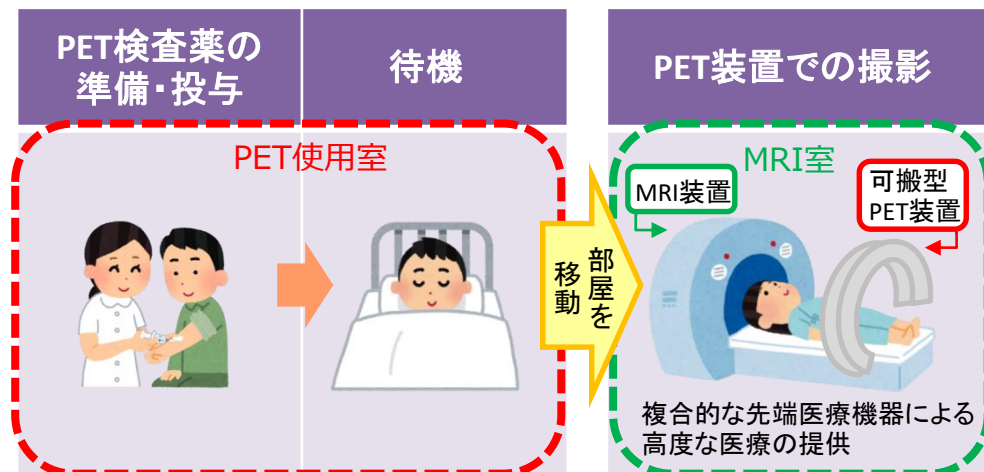 PET検査薬の
準備・投与
待機
PET装置での撮影
PET使用室
部屋を
移動
MRI室
MRI装置
可搬型
PET装置
複合的な先端医療機器による
高度な医療の提供